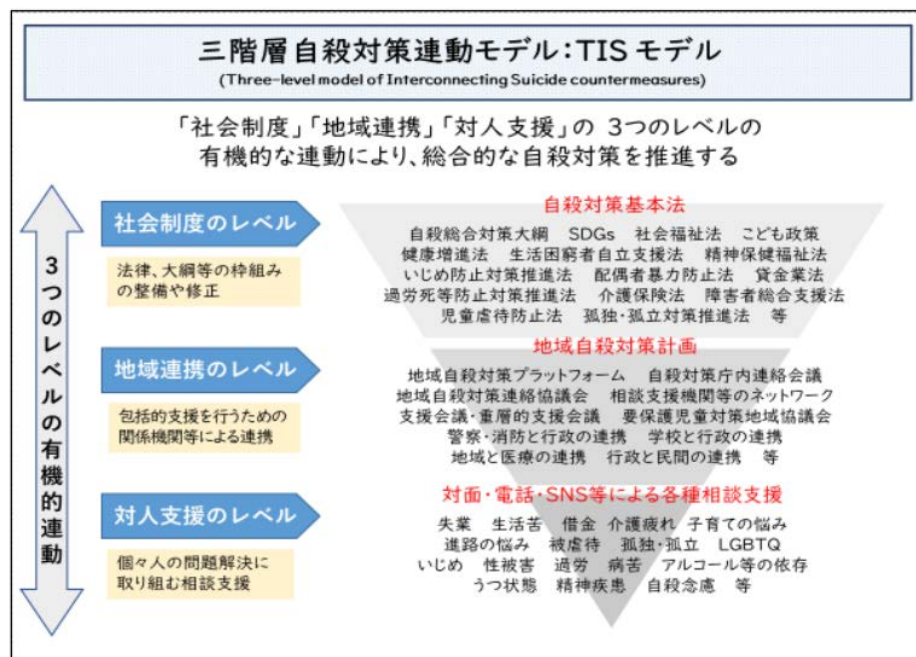 三階層自殺対策連動モデル:TISモデル
(Three-level model of Interconnecting Suicide countermeasures)
「社会制度」「地域連携」「対人支援」の 3つのレベルの
有機的な連動により、総合的な自殺対策を推進する
3つのレベルの有機的連動
社会制度のレベル
法律、大綱等の枠組み
の整備や修正
自殺対策基本法
自殺総合対策大綱 SDGs 社会福祉法 こども政策
健康増進法 生活困窮者自立支援法 精神保健福祉法
いじめ防止対策推進法 配偶者暴力防止法 貸金業法
過労死等防止対策推進法 介護保険法 障害者総合支援法
児童虐待防止法 孤独・孤立対策推進法 等
地域連携のレベル
包括的支援を行うための
関係機関等による連携
地域自殺対策計画
地域自殺対策プラットフォーム 自殺対策庁内連絡会議
地域自殺対策連絡協議会 相談支援機関等のネットワーク
支援会議・重層的支援会議 要保護児童対策地域協議会
警察・消防と行政の連携 学校と行政の連携
地域と医療の連携 行政と民間の連携 等
対人支援のレベル
個々人の問題解決に
取り組む相談支援
対面・電話・SNS等による各種相談支援
失業 生活苦 借金 介護疲れ 子育ての悩み
進路の悩み 被虐待 孤独・孤立 LGBTQ
いじめ 性被害 過労 病苦 アルコール等の依存
うつ状態 精神疾患 自殺念慮 等